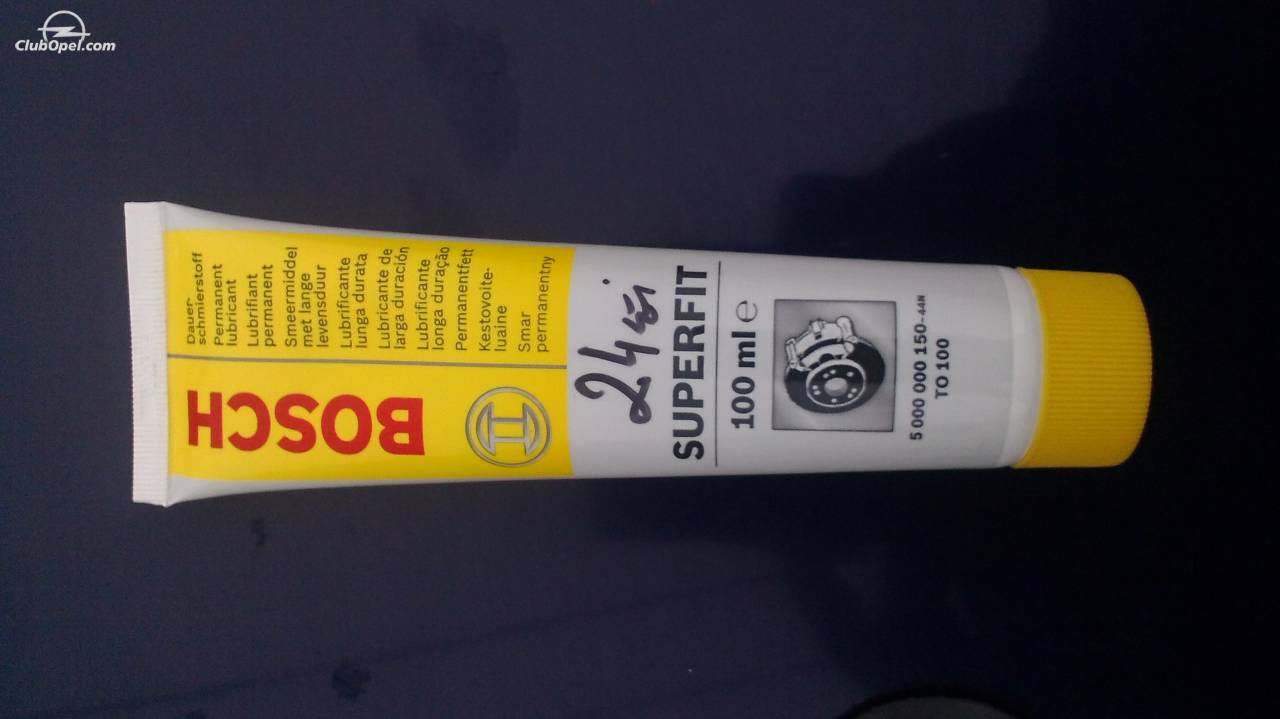 ClubOpel.com
Dauer-
schmierstoff
Permanent
lubricant
Lubrifiant
permanent
Smeermiddel
met lange
levensduur
Lubrificante
lunga durata
Lubricante de
larga duración
Lubrificante
longa duração
Permanentfett
Kestovoite-
luaine
Smar
permanentny
BOSCH
24
SUPERFIT
100 ml e
5 000 000 150-44N
TO 100